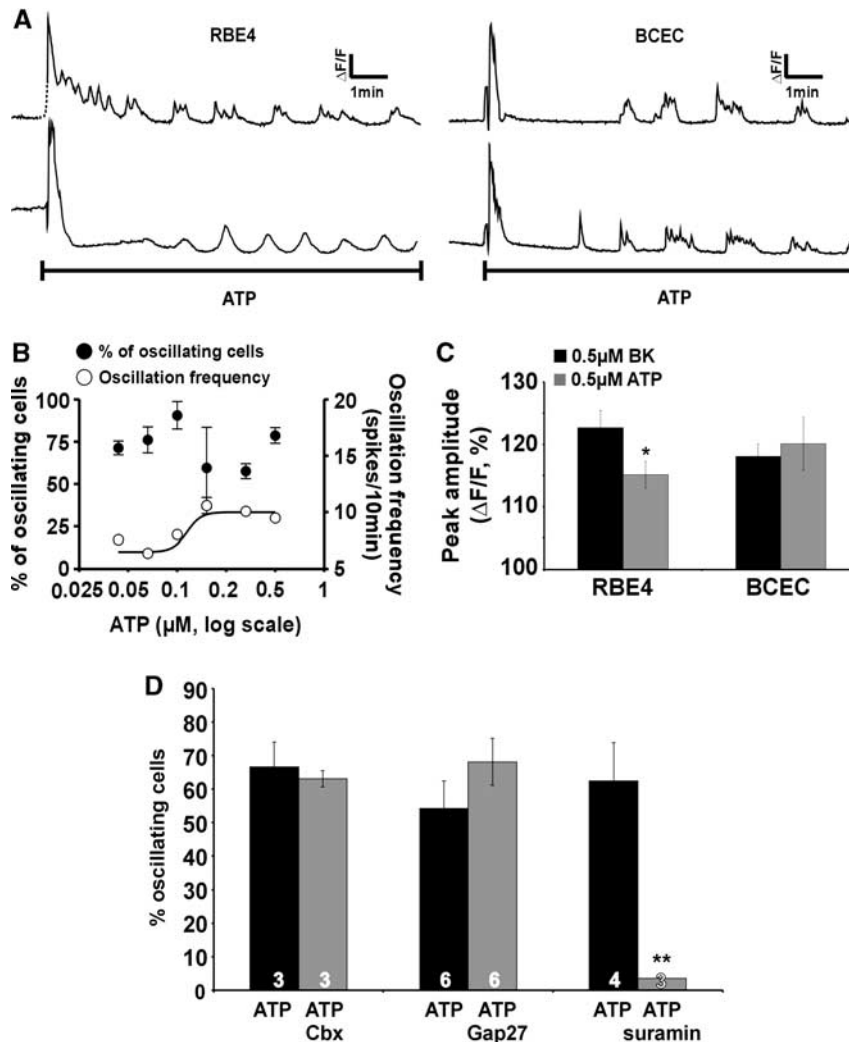 A
RBE4
ΔF/F
1min
BCEC
ΔF/F
1min
ATP
ATP
B
% of oscillating cells
Oscillation frequency
% of oscillating cells
100
75
50
25
0
Oscillation frequency
(spikes/10min)
20
15
10
5
0.025
0.05
0.1
0.2
0.5
1
ATP (µM, log scale)
C
0.5µM BK
0.5µM ATP
Peak amplitude
(ΔF/F, %)
130
123
115
108
100
*
RBE4
BCEC
D
% oscillating cells
90
80
70
60
50
40
30
20
10
0
3
3
6
6
4
3
**
ATP ATP
Cbx
ATP ATP
Gap27
ATP ATP
suramin